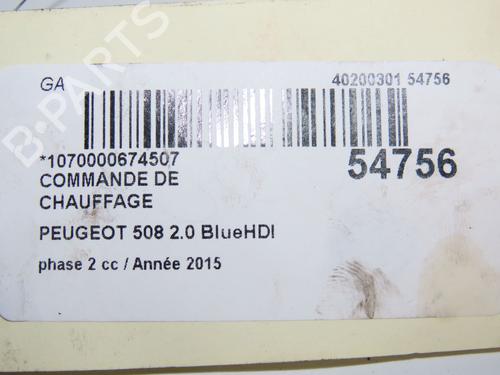 GA
40200301 54756
*1070000674507
54756
COMMANDE DE
CHAUFFAGE
PEUGEOT 508 2.0 BlueHDI
phase 2 cc / Année 2015
B-PARTS